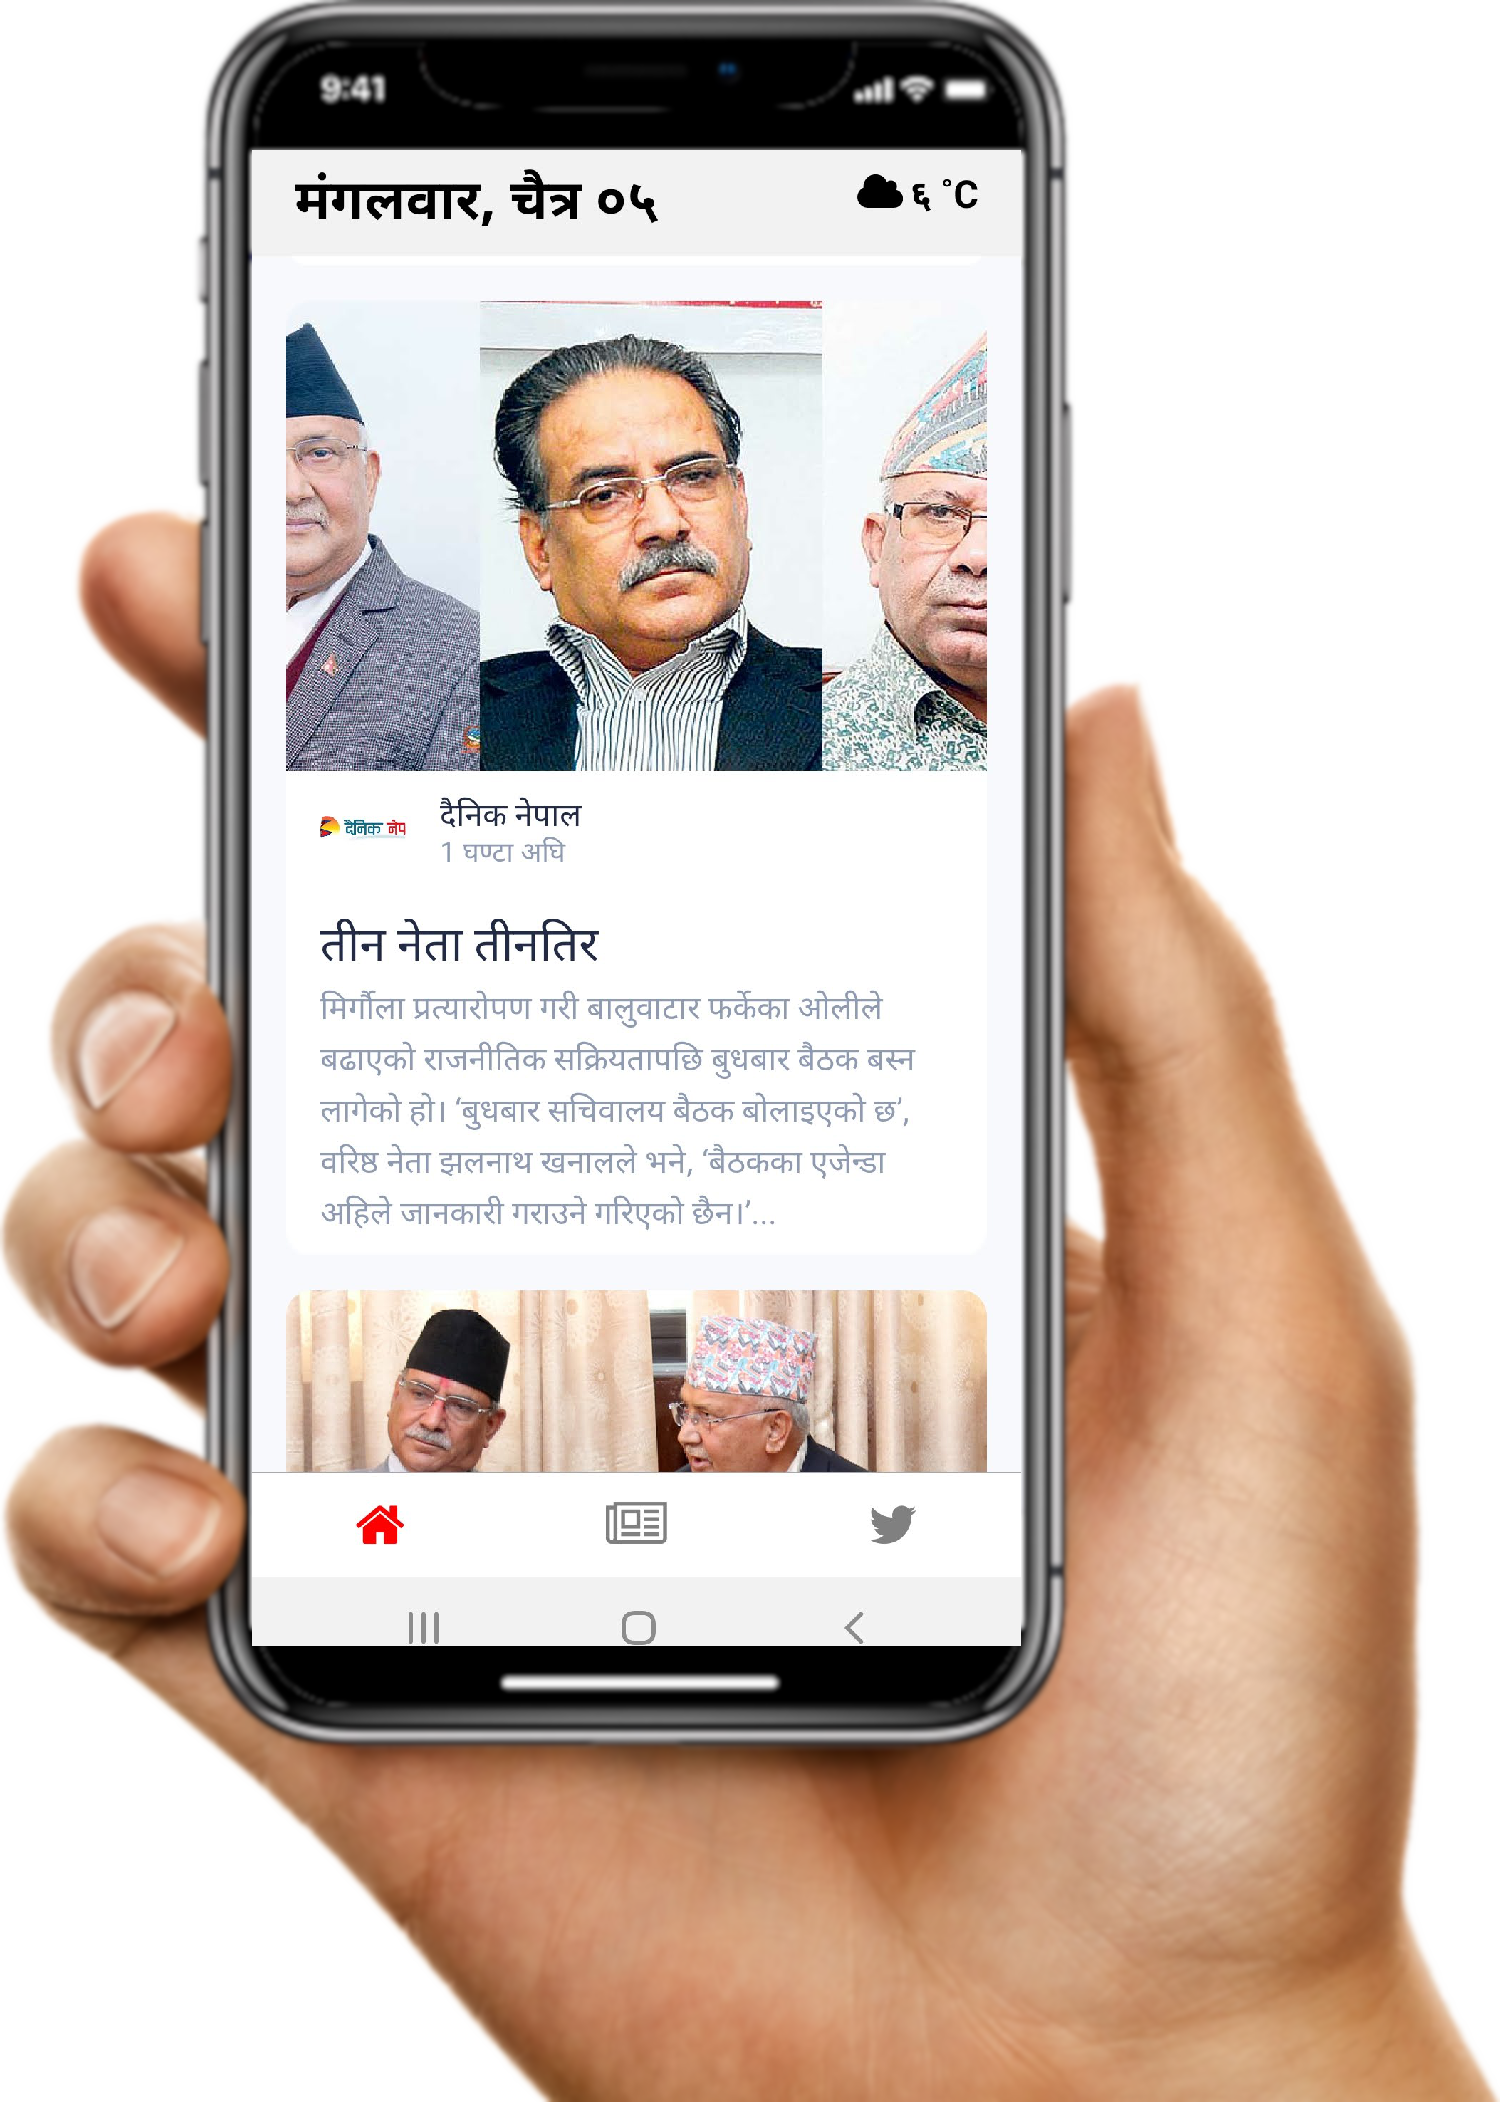 9:41
मंगलवार, चैत्र ०५
६ °C
दैनिक नेप
दैनिक नेपाल
1 घण्टा अघि
तीन नेता तीनतिर
मिर्गौला प्रत्यारोपण गरी बालुवाटार फर्केका ओलीले
बढाएको राजनीतिक सक्रियतापछि बुधबार बैठक बस्न
लागेको हो। ‘बुधबार सचिवालय बैठक बोलाइएको छ’,
वरिष्ठ नेता झलनाथ खनालले भने, ‘बैठकका एजेन्डा
अहिले जानकारी गराउने गरिएको छैन।’...